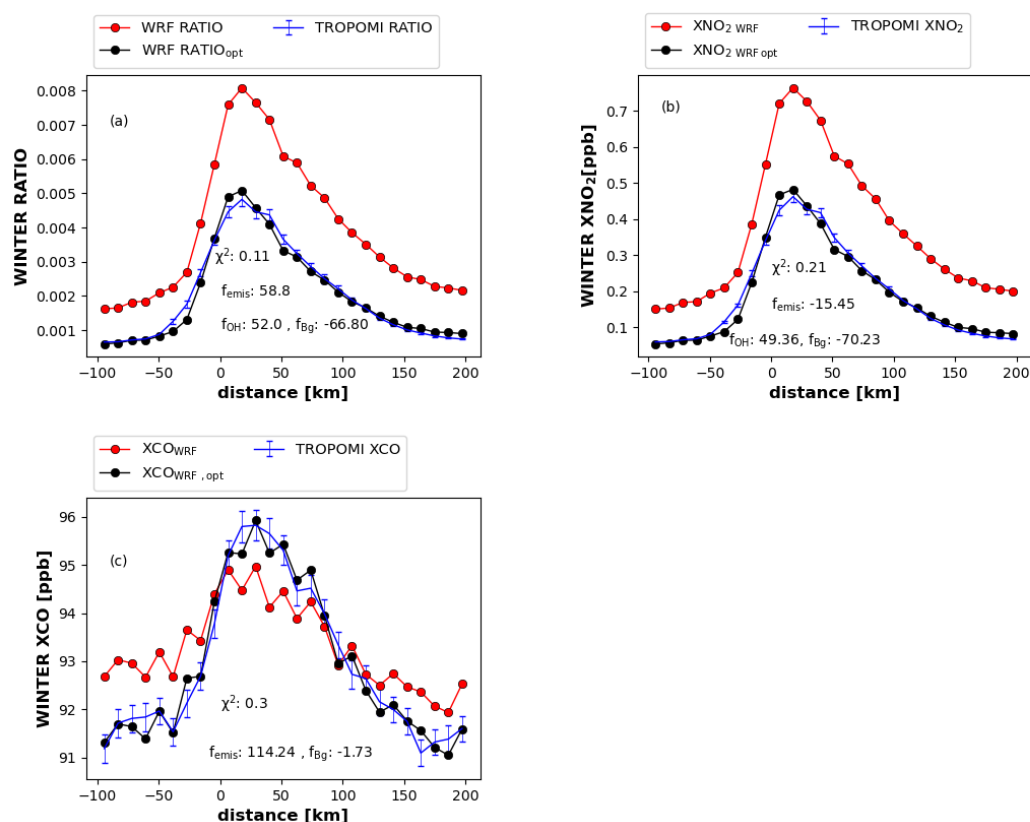 WRF RATIO
WRF RATIOopt
TROPOMI RATIO
0.008
0.007
0.006
0.005
0.004
0.003
0.002
0.001
WINTER RATIO
(a)
χ²: 0.11
femis: 58.8
fOH: 52.0 , fBg: -66.80
−100 −50 0 50 100 150 200
distance [km]
XNO₂ WRF
XNO₂ WRF opt
TROPOMI XNO₂
0.7
0.6
0.5
0.4
0.3
0.2
0.1
WINTER XNO₂[ppb]
(b)
χ²: 0.21
femis: -15.45
fOH: 49.36, fBg: -70.23
−100 −50 0 50 100 150 200
distance [km]
XCOWRF
XCOWRF ,opt
TROPOMI XCO
96
95
94
93
92
91
WINTER XCO [ppb]
(c)
χ²: 0.3
femis: 114.24 , fBg: -1.73
−100 −50 0 50 100 150 200
distance [km]